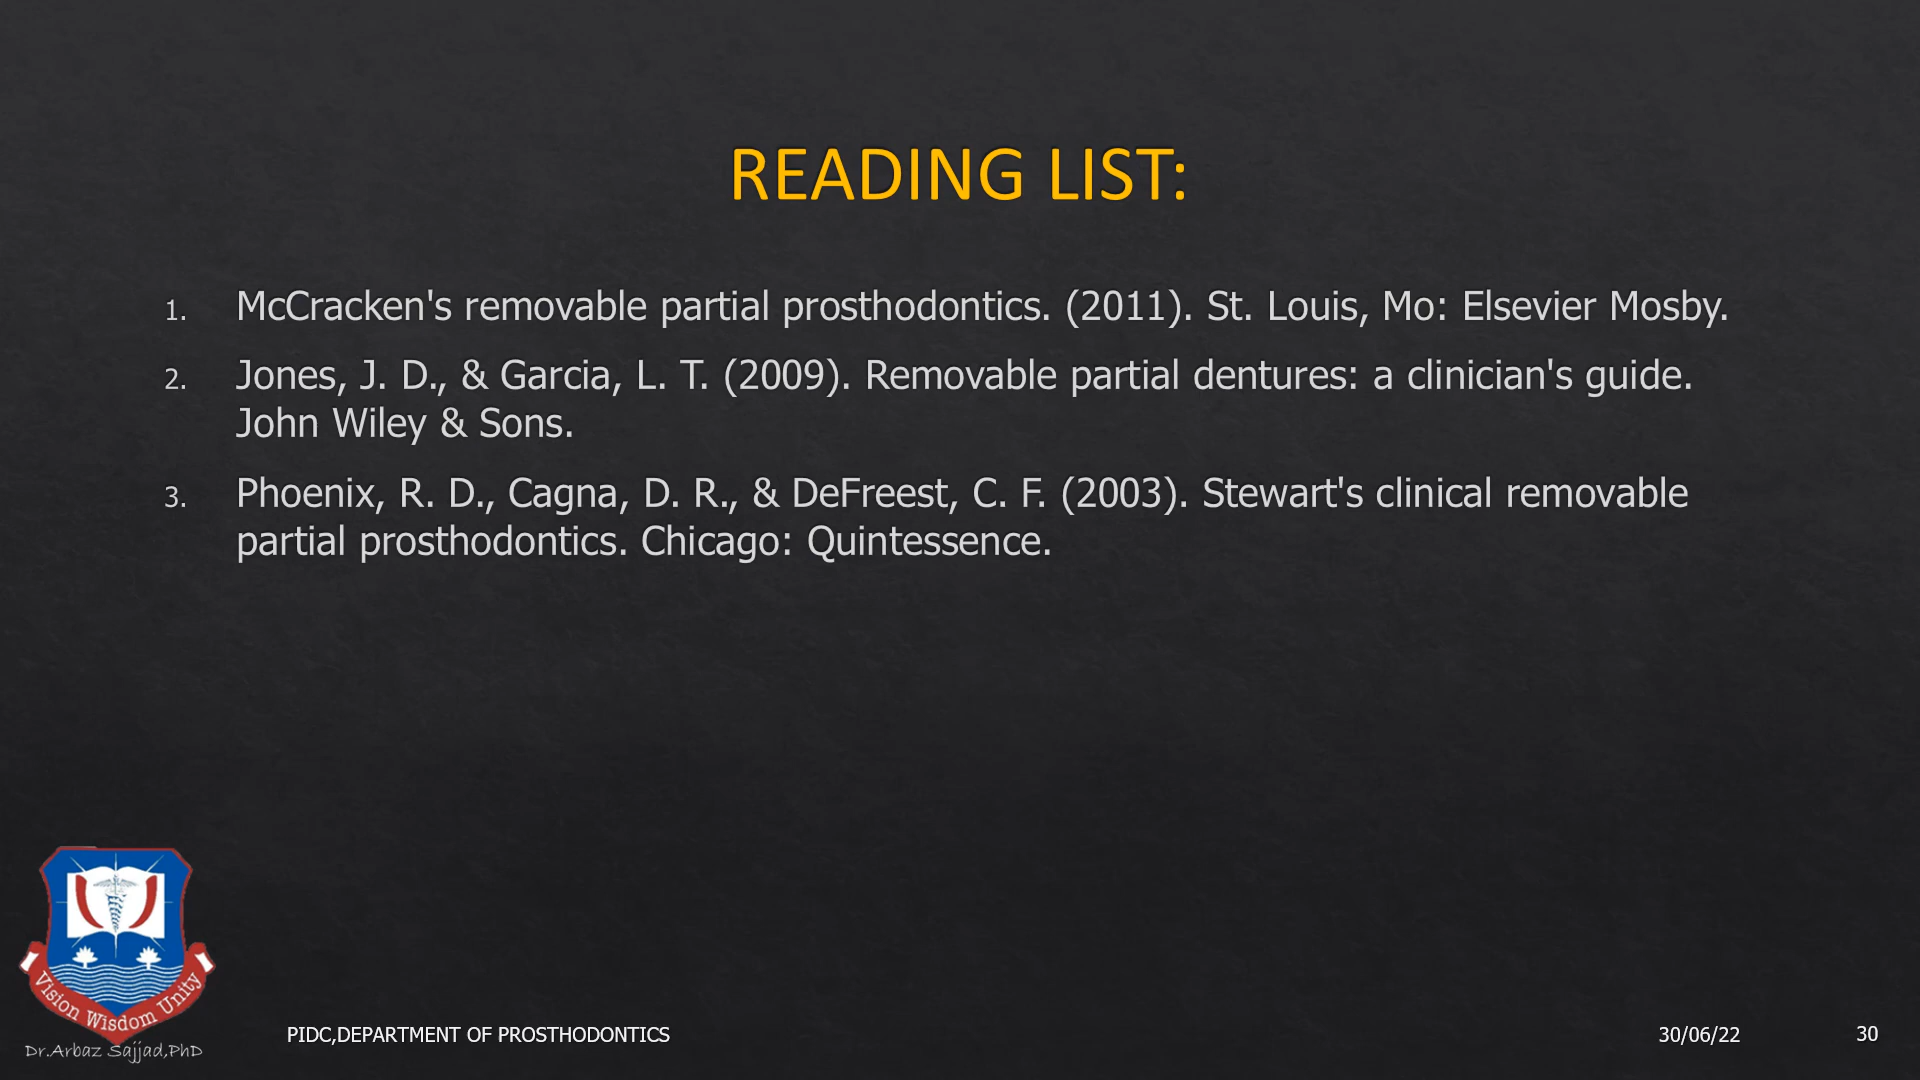 READING LIST:
1. McCracken's removable partial prosthodontics. (2011). St. Louis, Mo: Elsevier Mosby.
2. Jones, J. D., & Garcia, L. T. (2009). Removable partial dentures: a clinician's guide.
John Wiley & Sons.
3. Phoenix, R. D., Cagna, D. R., & DeFreest, C. F. (2003). Stewart's clinical removable
partial prosthodontics. Chicago: Quintessence.
Vision Wisdom Unity
Dr.Arbaz Sajjad,PhD
PIDC,DEPARTMENT OF PROSTHODONTICS
30/06/22
30